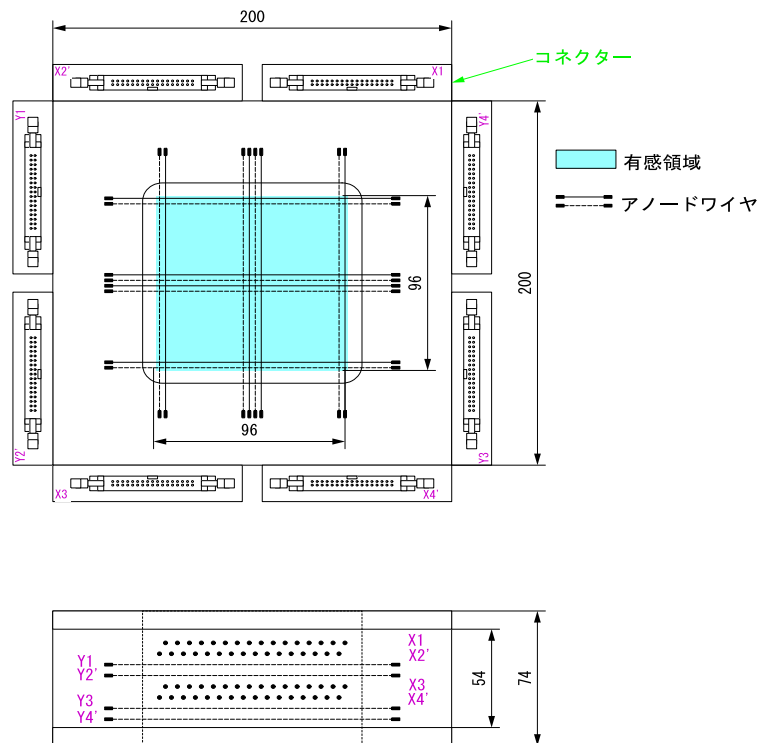 200
コネクター
X2'
X1
Y1
Y4'
有感領域
アノードワイヤ
96
200
96
Y2'
Y3
X3
X4'
X1
X2'
Y1
Y2'
X3
X4'
Y3
Y4'
54
74